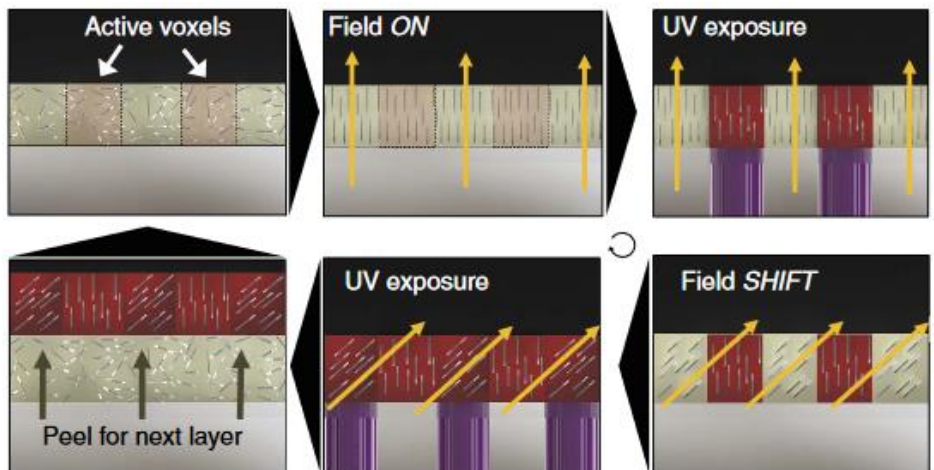 Active voxels
Field ON
UV exposure
UV exposure
Field SHIFT
Peel for next layer